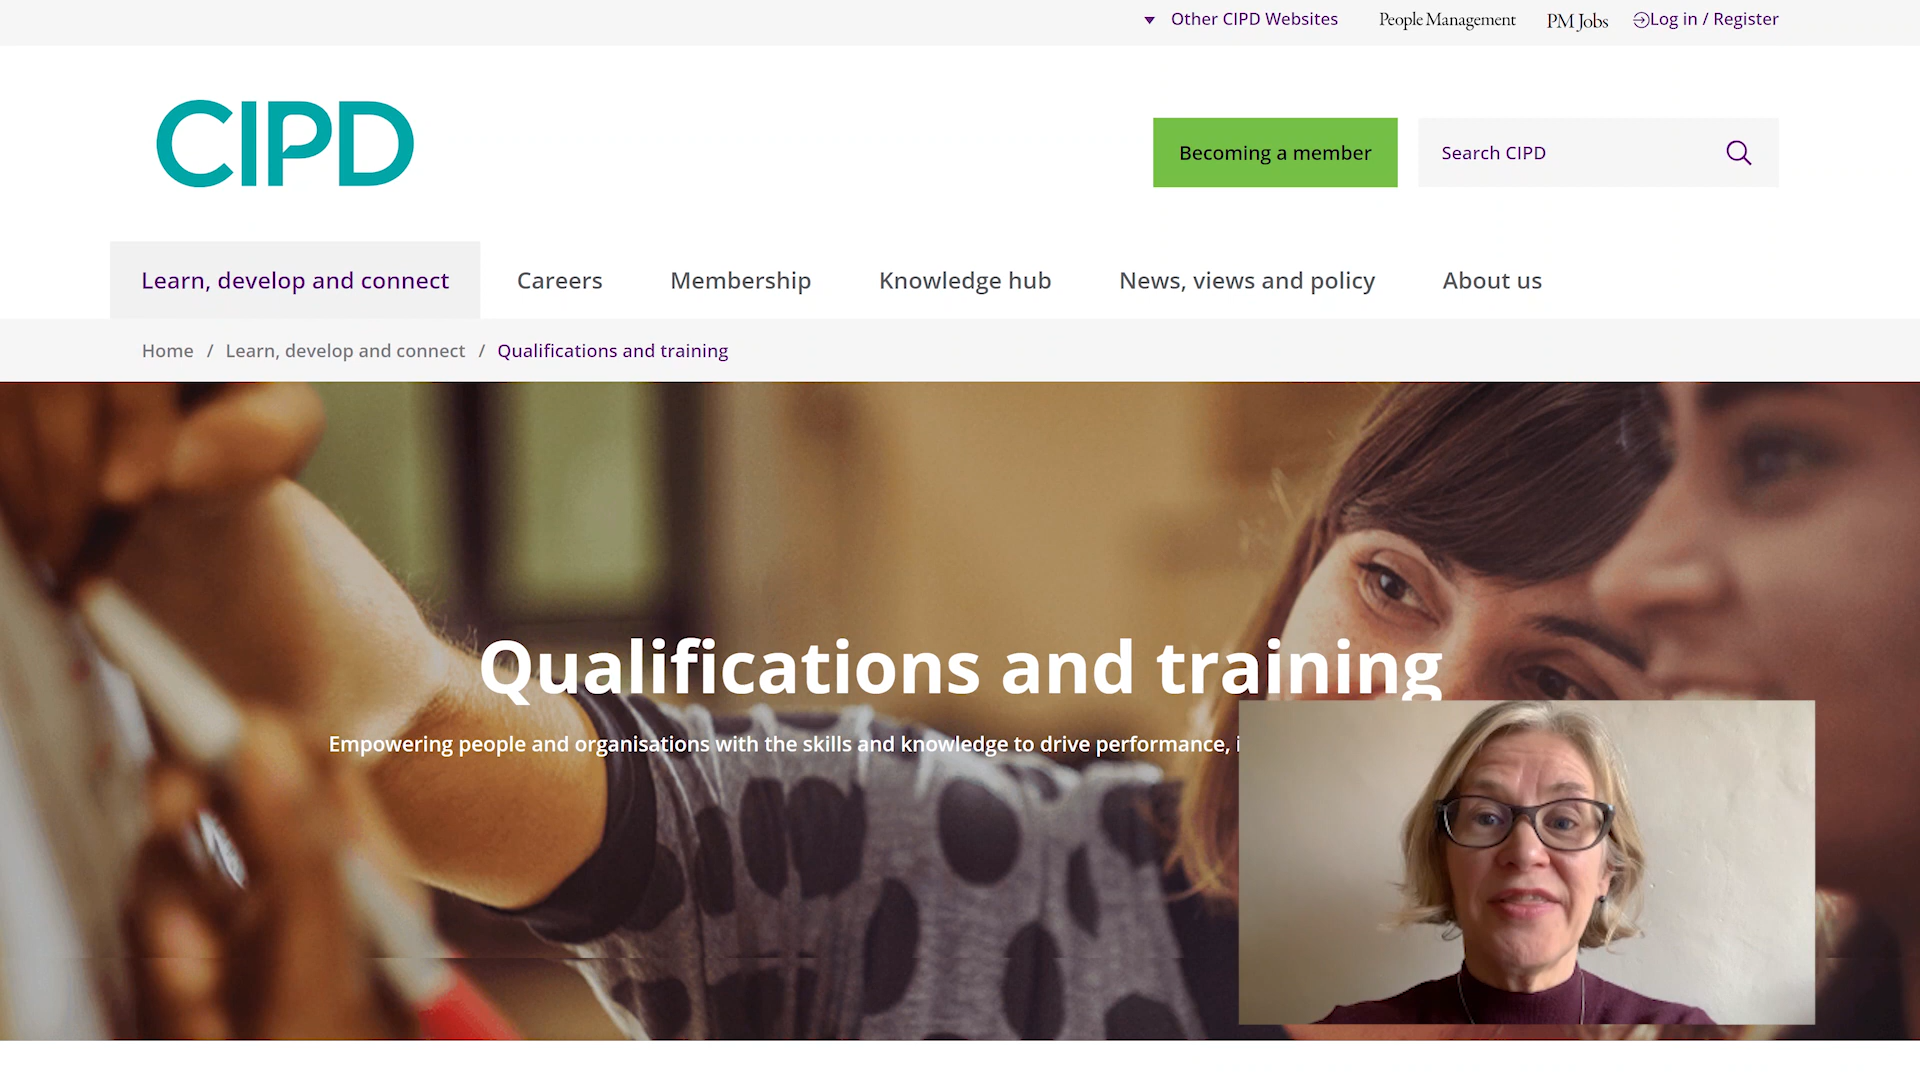 Other CIPD Websites People Management PM Jobs Log in / Register
CIPD
Becoming a member
Search CIPD
Learn, develop and connect Careers Membership Knowledge hub News, views and policy About us
Home / Learn, develop and connect / Qualifications and training
Qualifications and training
Empowering people and organisations with the skills and knowledge to drive performance,